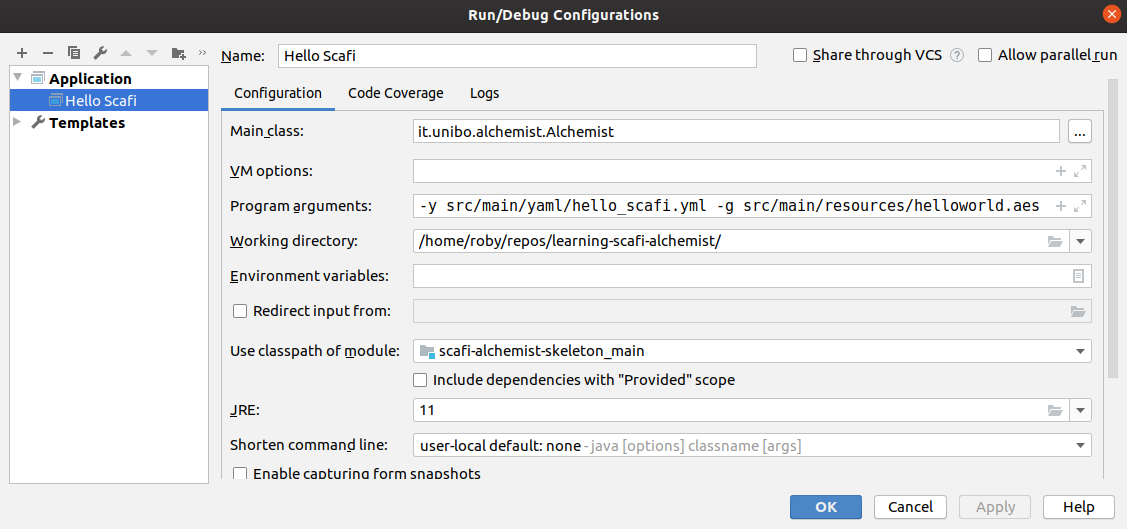 Run/Debug Configurations
Application
Hello Scafi
Templates
Name: Hello Scafi
Share through VCS ?
Allow parallel run
Configuration Code Coverage Logs
Main class: it.unibo.alchemist.Alchemist ...
VM options:
Program arguments: -y src/main/yaml/hello_scafi.yml -g src/main/resources/helloworld.aes
Working directory: /home/roby/repos/learning-scafi-alchemist/
Environment variables:
Redirect input from:
Use classpath of module: scafi-alchemist-skeleton_main
Include dependencies with "Provided" scope
JRE: 11
Shorten command line: user-local default: none - java [options] classname [args]
Enable capturing form snapshots
OK Cancel Apply Help